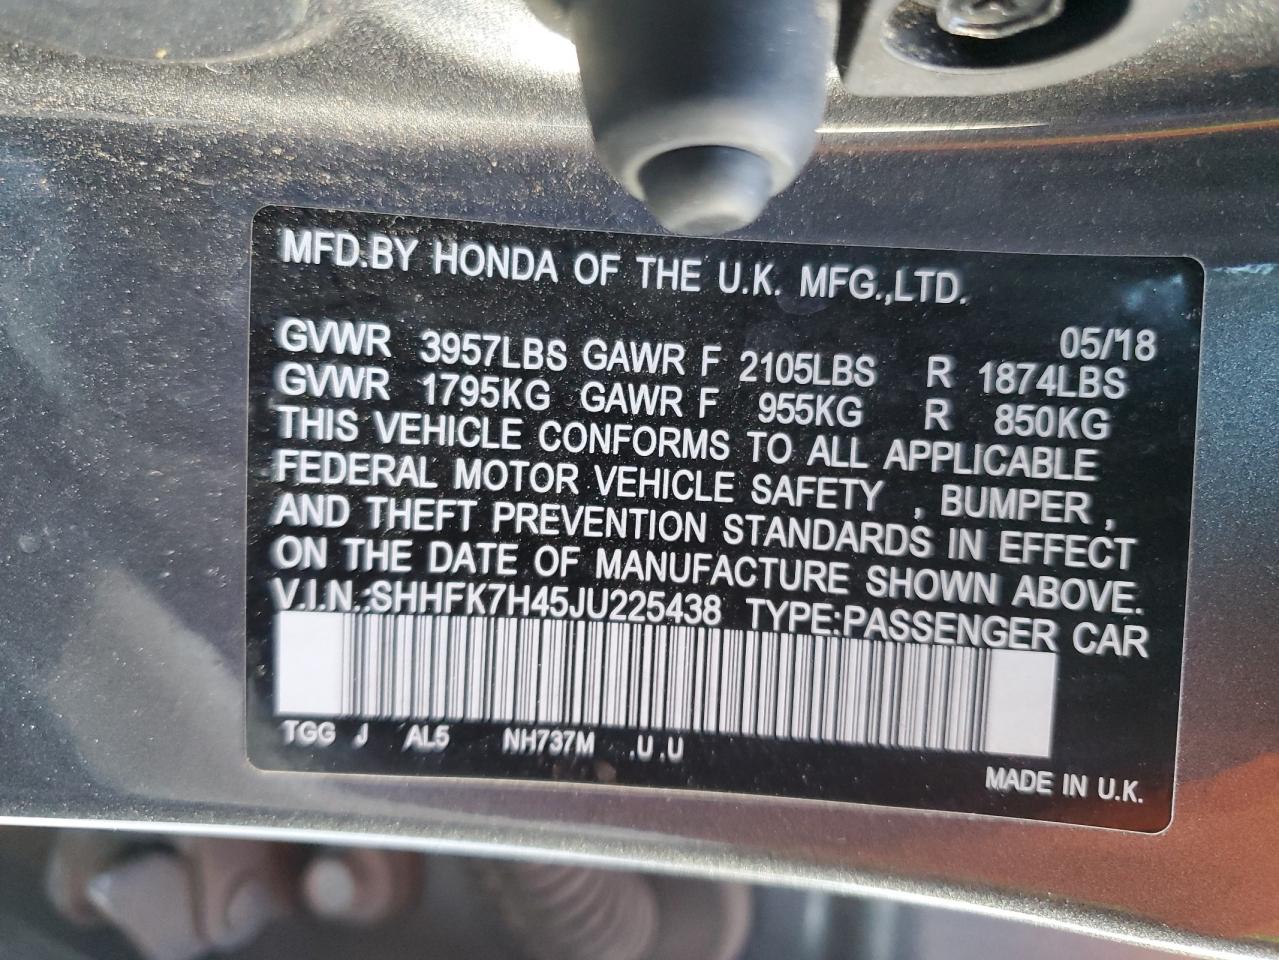 MFD.BY HONDA OF THE U.K. MFG.,LTD.
05/18
GVWR 3957LBS GAWR F 2105LBS R 1874LBS
GVWR 1795KG GAWR F 955KG R 850KG
THIS VEHICLE CONFORMS TO ALL APPLICABLE
FEDERAL MOTOR VEHICLE SAFETY , BUMPER ,
AND THEFT PREVENTION STANDARDS IN EFFECT
ON THE DATE OF MANUFACTURE SHOWN ABOVE.
V.I.N.:SHHFK7H45JU225438 TYPE:PASSENGER CAR
TGG J AL5 NH737M .U .U
MADE IN U.K.